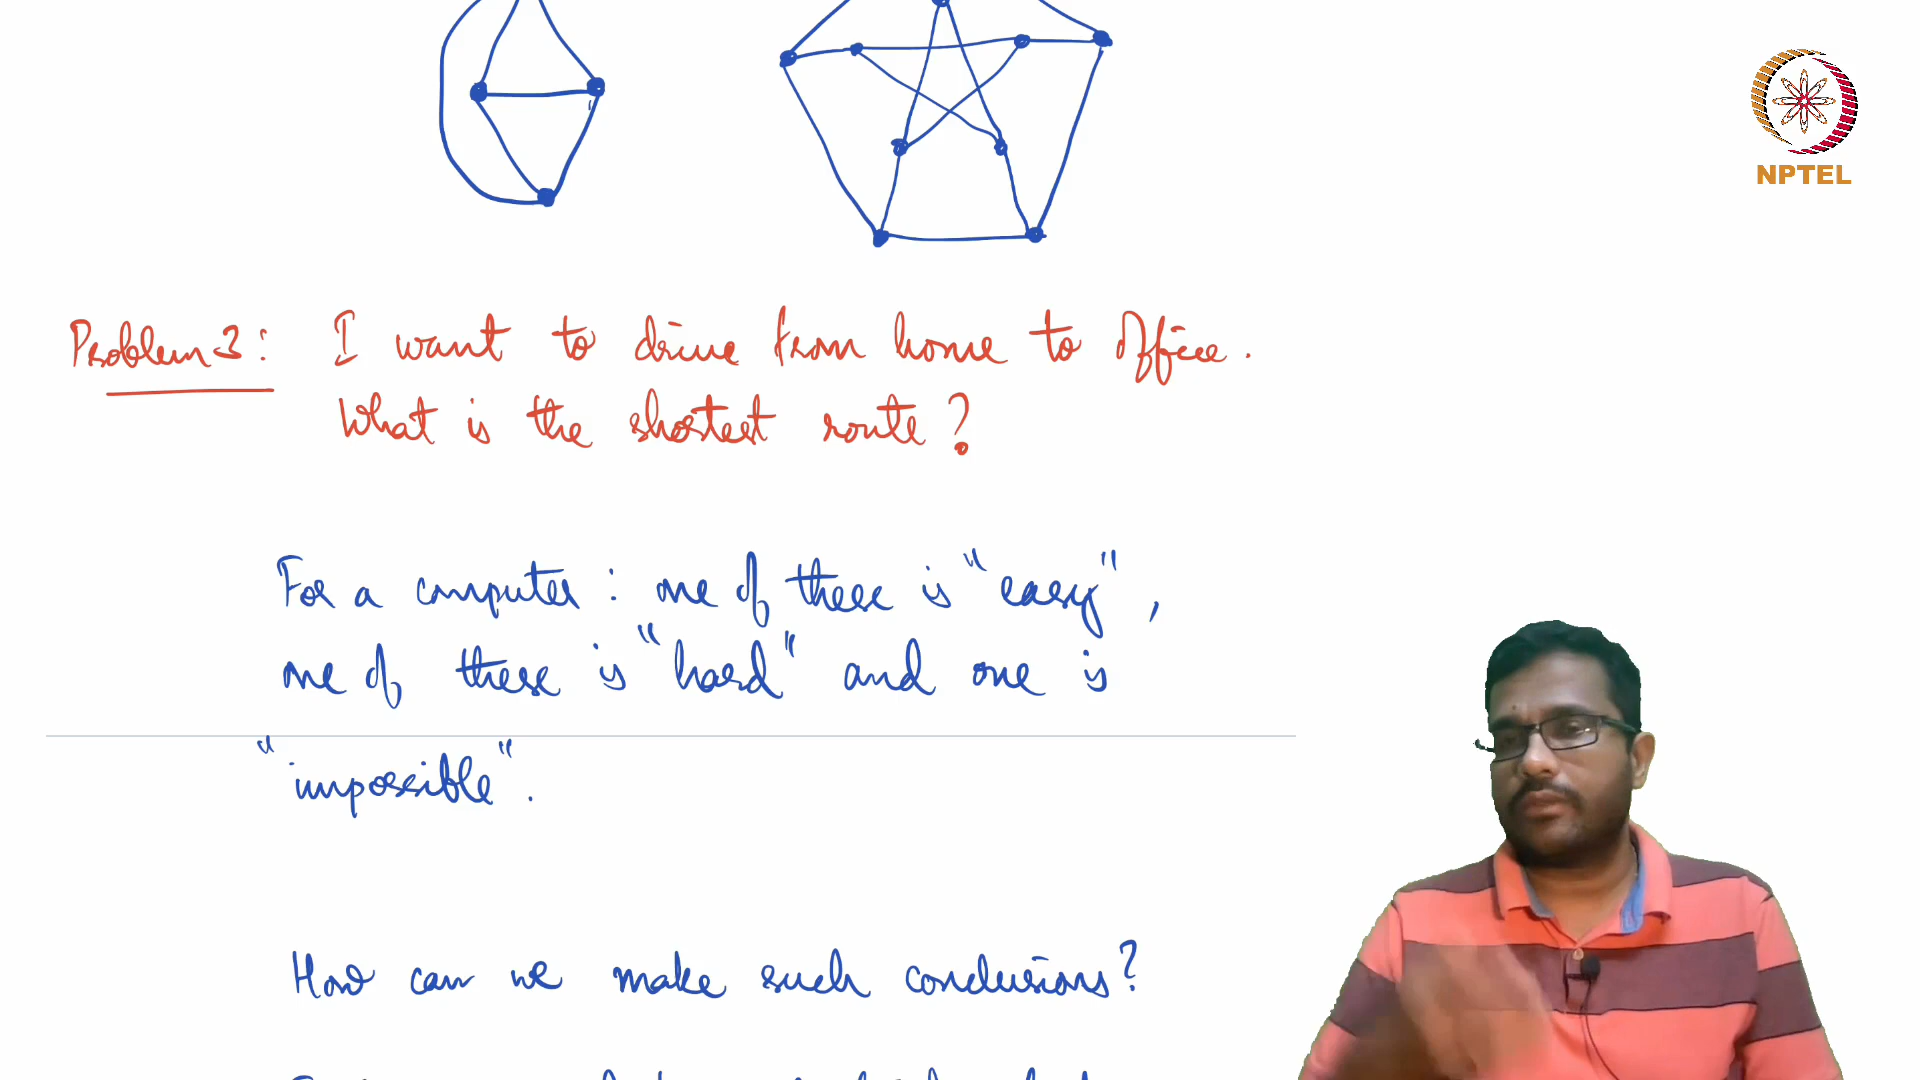 NPTEL
Problem 3: I want to drive from home to office.
What is the shortest route?
For a computer: one of these is "easy",
one of these is "hard" and one is
"impossible".
How can we make such conclusions?